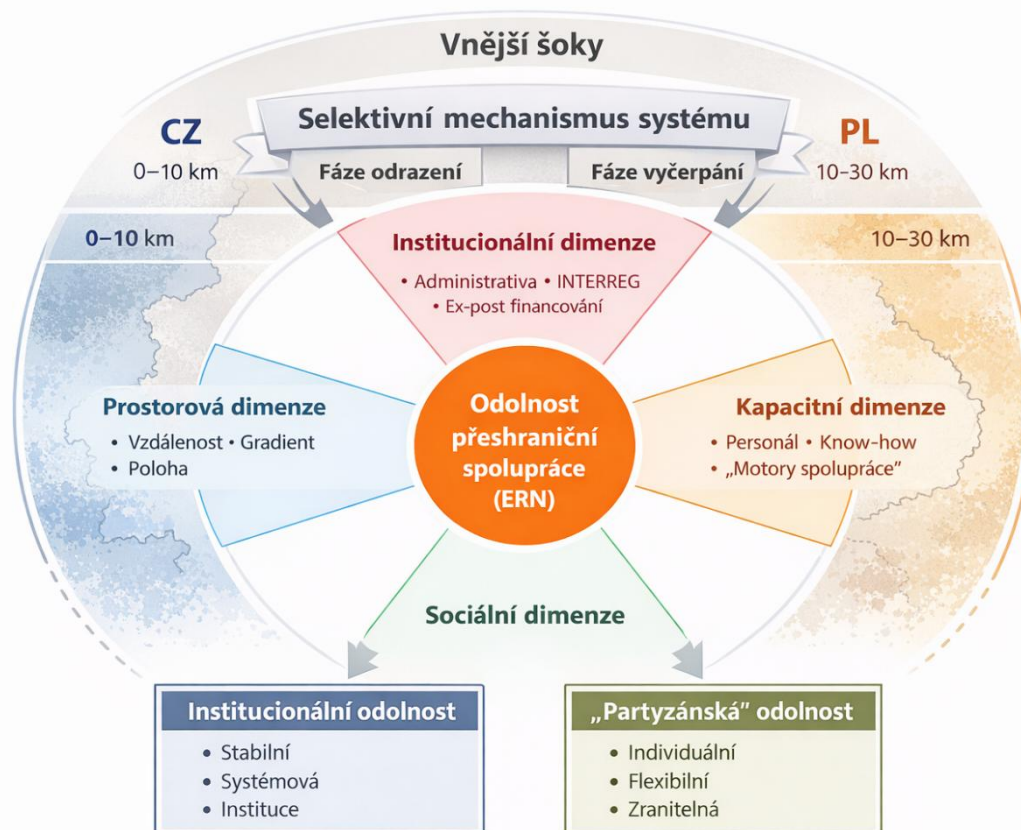 Vnější šoky
Selektivní mechanismus systému
CZ
0–10 km
PL
10-30 km
Fáze odrazení
Fáze vyčerpání
0–10 km
10–30 km
Institucionální dimenze
• Administrativa • INTERREG
• Ex-post financování
Prostorová dimenze
• Vzdálenost • Gradient
• Poloha
Odolnost
přeshraniční
spolupráce
(ERN)
Kapacitní dimenze
• Personál • Know-how
• „Motory spolupráce”
Sociální dimenze
Institucionální odolnost
• Stabilní
• Systémová
• Instituce
„Partyzánská” odolnost
• Individuální
• Flexibilní
• Zranitelná